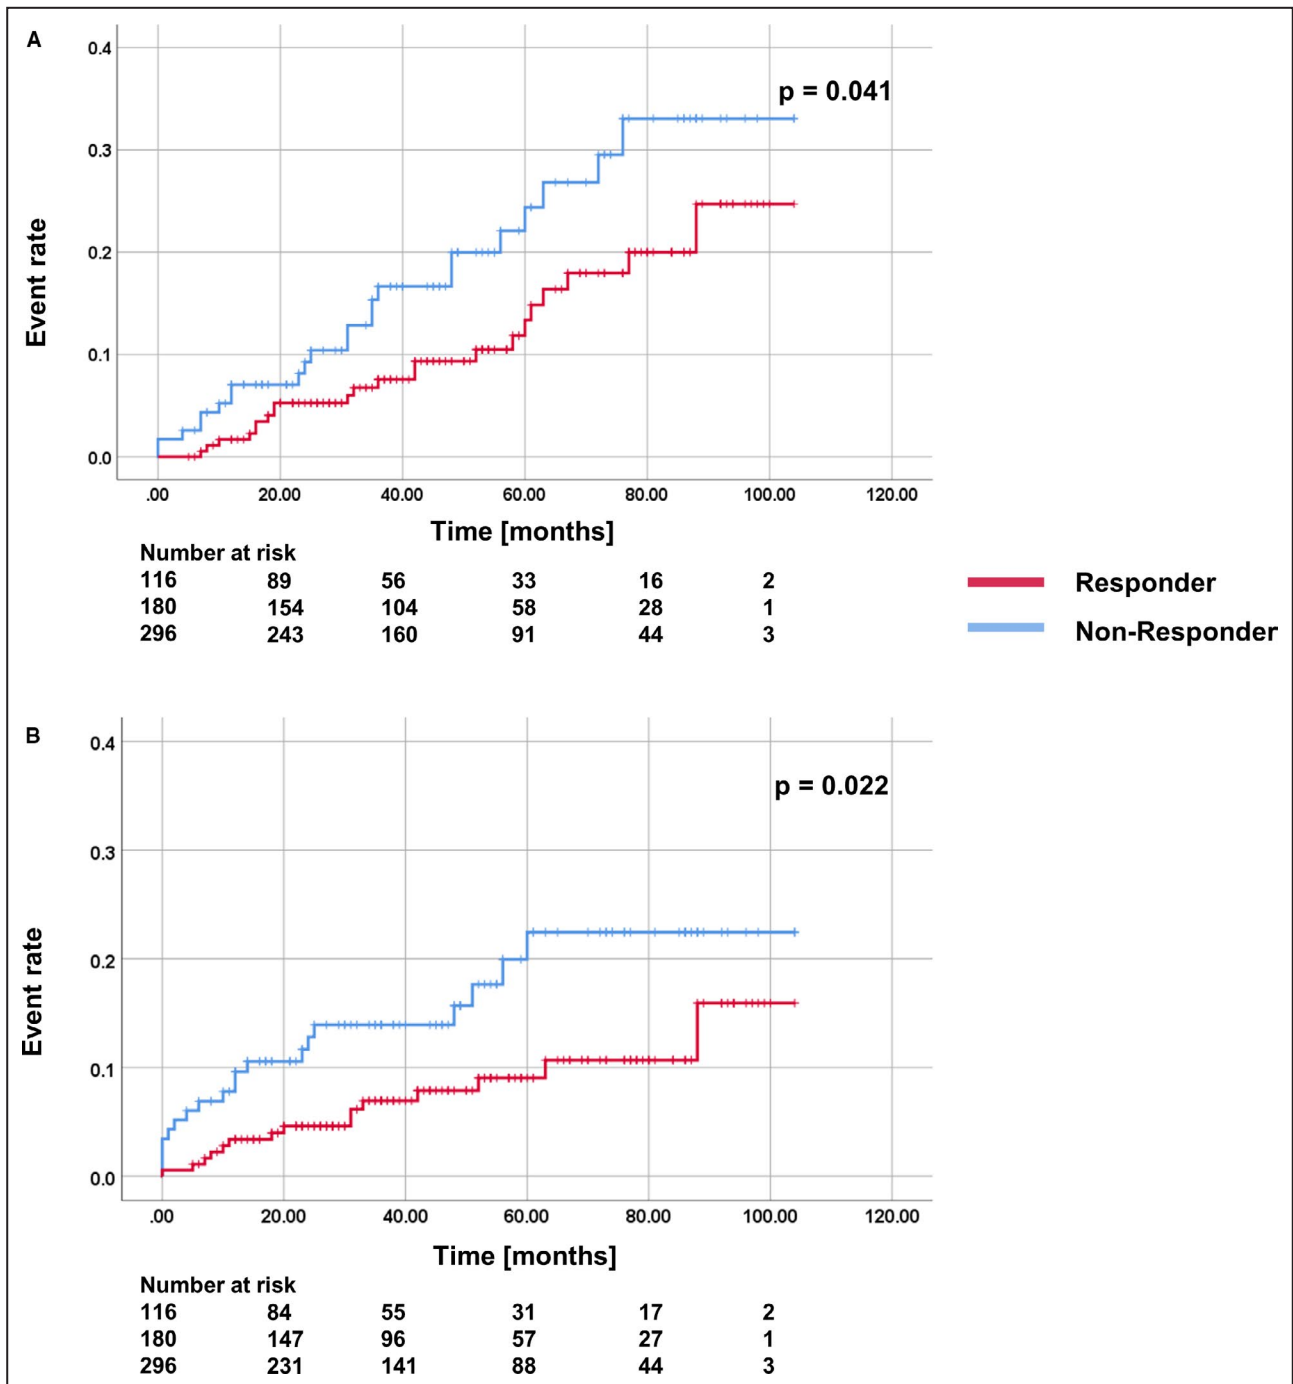 A
0.4
p = 0.041
0.3
Event rate
0.2
0.1
0.0
.00 20.00 40.00 60.00 80.00 100.00 120.00
Time [months]
Number at risk
116 89 56 33 16 2
180 154 104 58 28 1
296 243 160 91 44 3
Responder
Non-Responder
B
0.4
p = 0.022
0.3
Event rate
0.2
0.1
0.0
.00 20.00 40.00 60.00 80.00 100.00 120.00
Time [months]
Number at risk
116 84 55 31 17 2
180 147 96 57 27 1
296 231 141 88 44 3